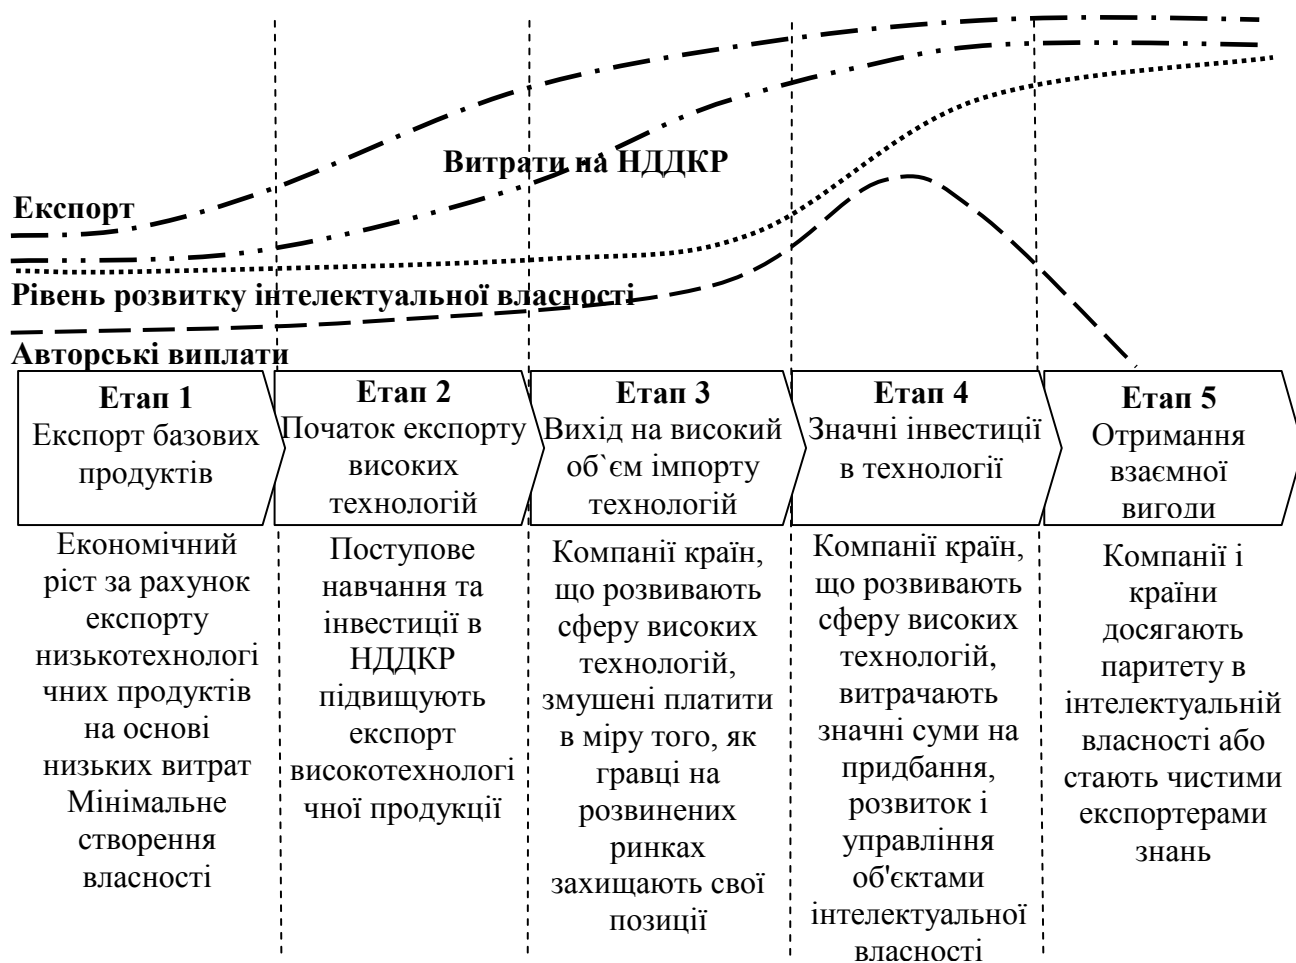 Витрати на НДДКР
Експорт
Рівень розвитку інтелектуальної власності
Авторські виплати
Етап 1
Експорт базових
продуктів
Етап 2
Початок експорту
високих
технологій
Етап 3
Вихід на високий
об`єм імпорту
технологій
Етап 4
Значні інвестиції
в технології
Етап 5
Отримання
взаємної
вигоди
Економічний
ріст за рахунок
експорту
низькотехнологі
чних продуктів
на основі
низьких витрат
Мінімальне
створення
власності
Поступове
навчання та
інвестиції в
НДДКР
підвищують
експорт
високотехнологі
чної продукції
Компанії країн,
що розвивають
сферу високих
технологій,
змушені платити
в міру того, як
гравці на
розвинених
ринках
захищають свої
позиції
Компанії країн,
що розвивають
сферу високих
технологій,
витрачають
значні суми на
придбання,
розвиток і
управління
об'єктами
інтелектуальної
власності
Компанії і
країни
досягають
паритету в
інтелектуальній
власності або
стають чистими
експортерами
знань